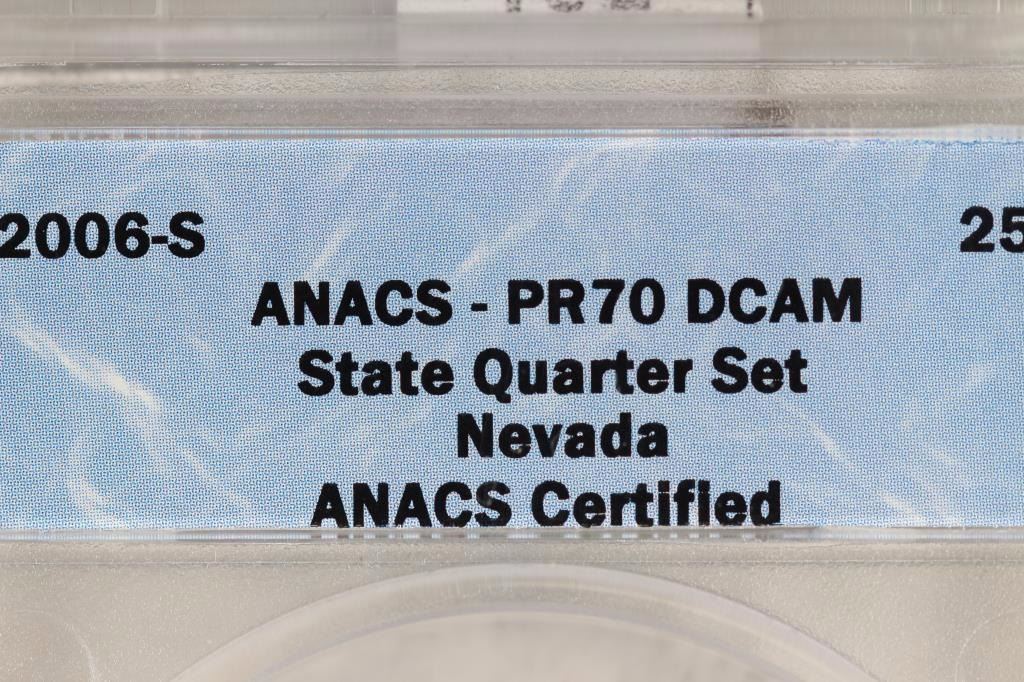 2006-S 25
ANACS - PR70 DCAM
State Quarter Set
Nevada
ANACS Certified